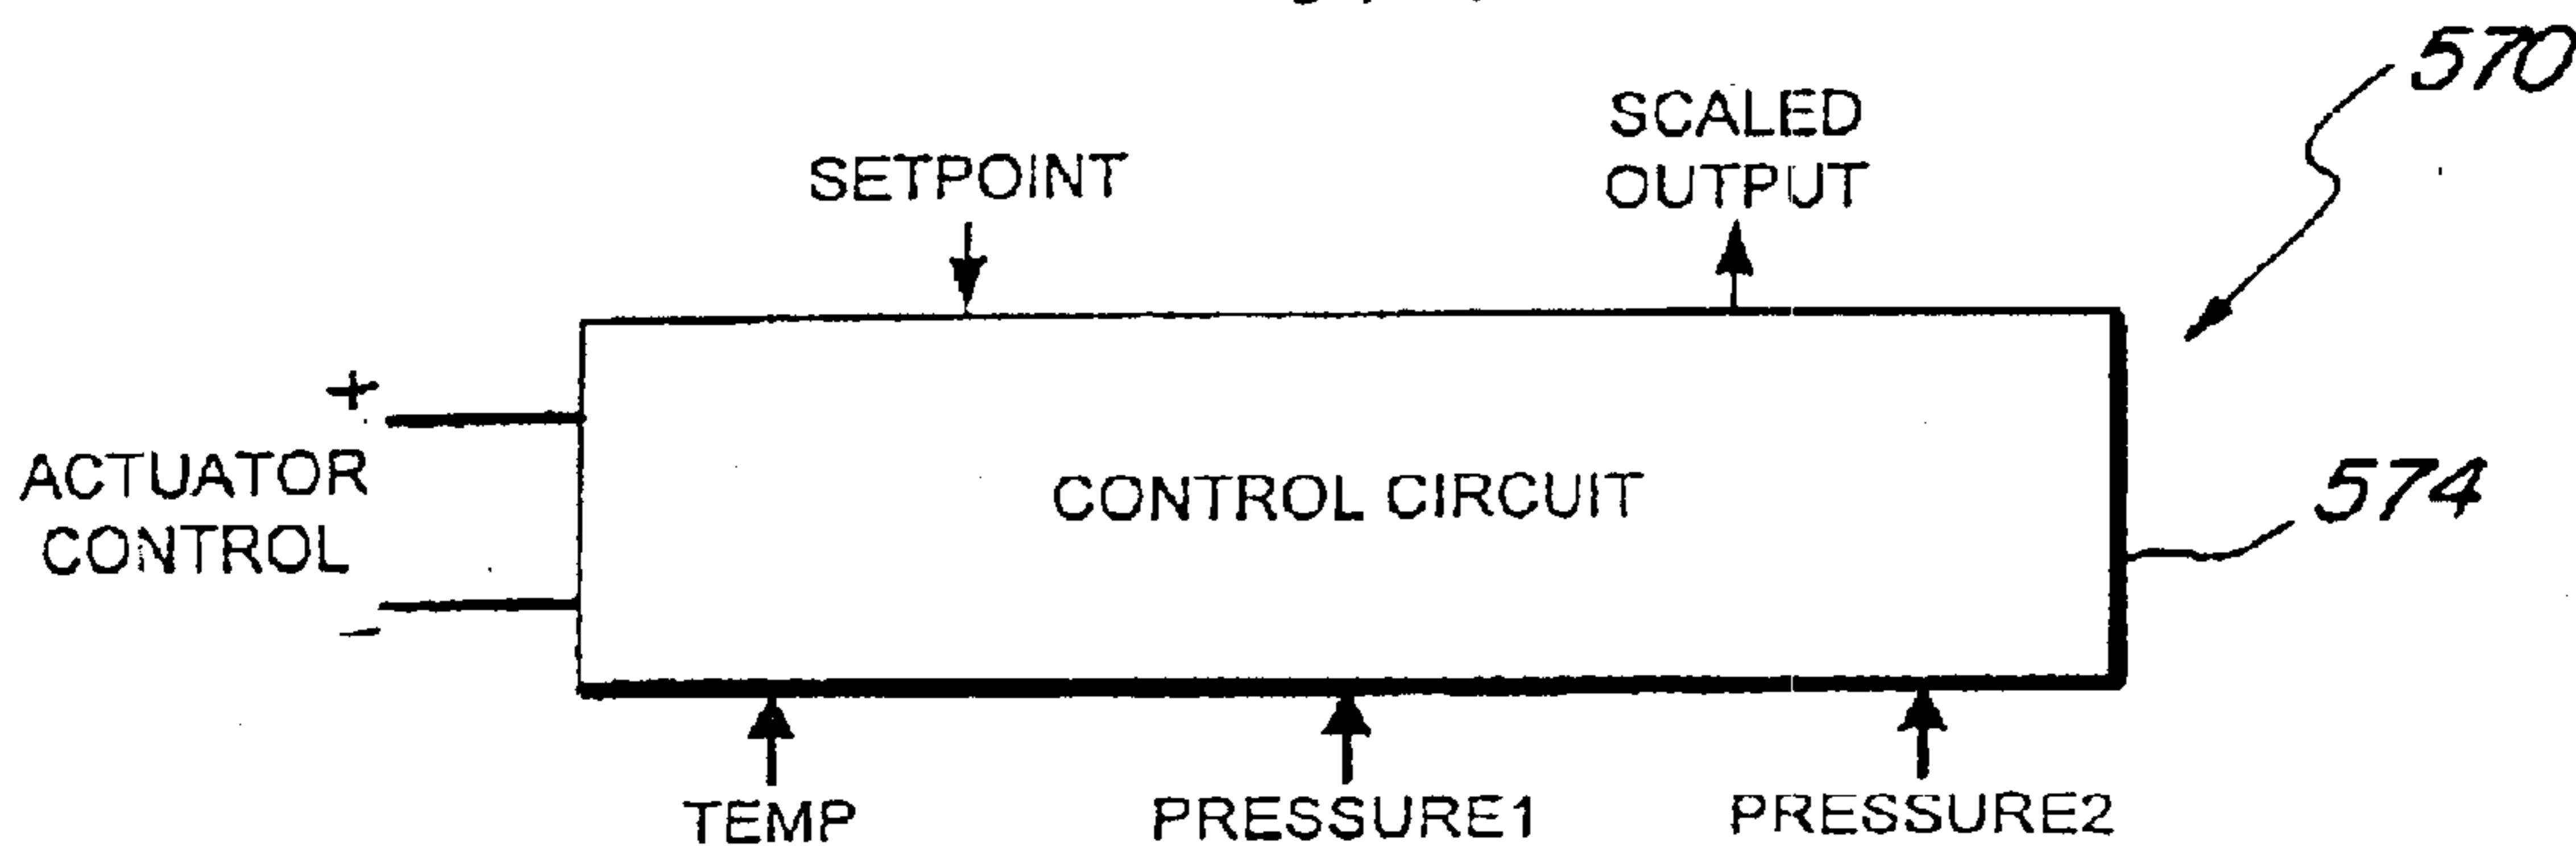 570
SCALED
OUTPUT
SETPOINT
+
ACTUATOR
CONTROL
CONTROL CIRCUIT
574
-
TEMP
PRESSURE1
PRESSURE2